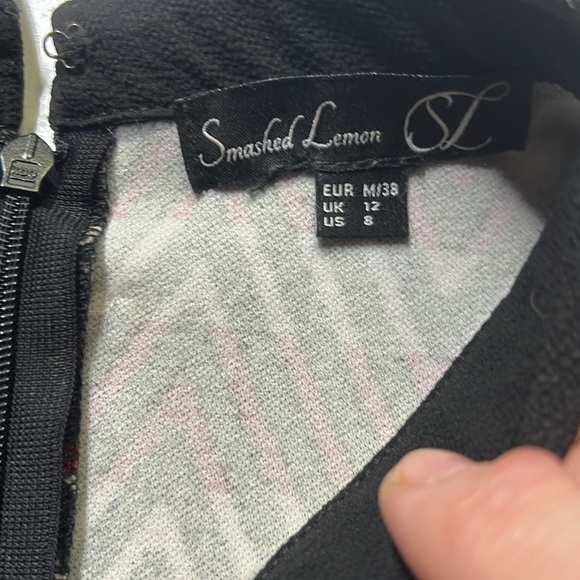 Smashed Lemon SL
EUR M/38
UK 12
US 8